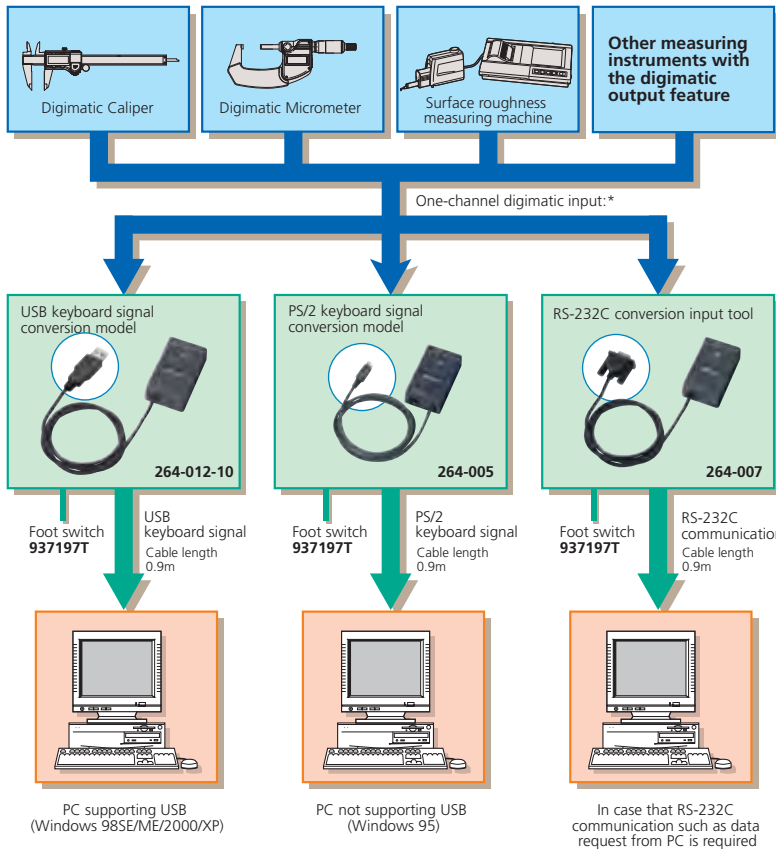 Digimatic Caliper
Digimatic Micrometer
Surface roughness
measuring machine
Other measuring
instruments with
the digimatic
output feature
One-channel digimatic input:*
USB keyboard signal
conversion model
264-012-10
PS/2 keyboard signal
conversion model
264-005
RS-232C conversion input tool
264-007
Foot switch
937197T
USB
keyboard signal
Cable length
0.9m
Foot switch
937197T
PS/2
keyboard signal
Cable length
0.9m
Foot switch
937197T
RS-232C
communication
Cable length
0.9m
PC supporting USB
(Windows 98SE/ME/2000/XP)
PC not supporting USB
(Windows 95)
In case that RS-232C
communication such as data
request from PC is required